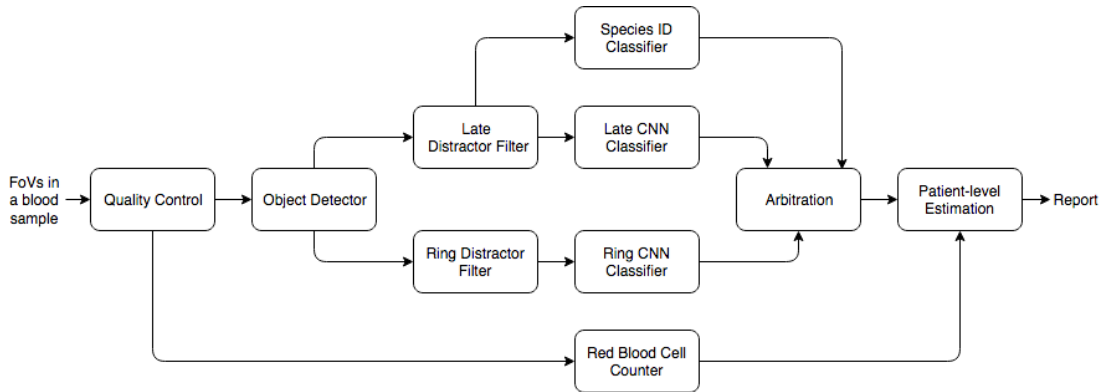 Species ID
Classifier
Late
Distractor Filter
Late CNN
Classifier
FoVs in
a blood
sample
Quality Control
Object Detector
Arbitration
Patient-level
Estimation
Report
Ring Distractor
Filter
Ring CNN
Classifier
Red Blood Cell
Counter